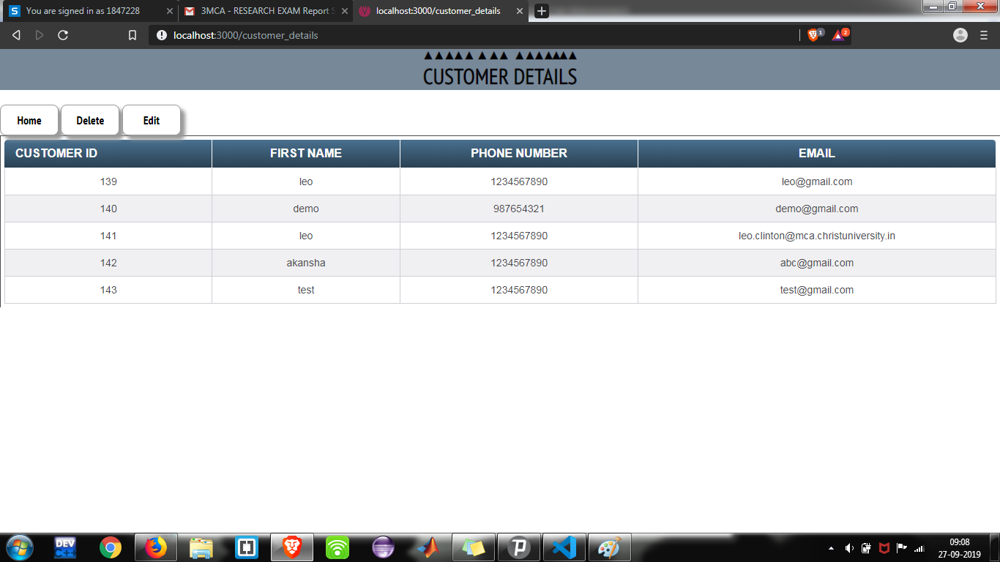 You are signed in as 1847228
3MCA - RESEARCH EXAM Report S
localhost:3000/customer_details
localhost:3000/customer_details
1
2
CUSTOMER DETAILS
Home Delete Edit
CUSTOMER ID FIRST NAME PHONE NUMBER EMAIL
139 leo 1234567890 leo@gmail.com
140 demo 987654321 demo@gmail.com
141 leo 1234567890 leo.clinton@mca.christuniversity.in
142 akansha 1234567890 abc@gmail.com
143 test 1234567890 test@gmail.com
DEV
C++
09:08
27-09-2019